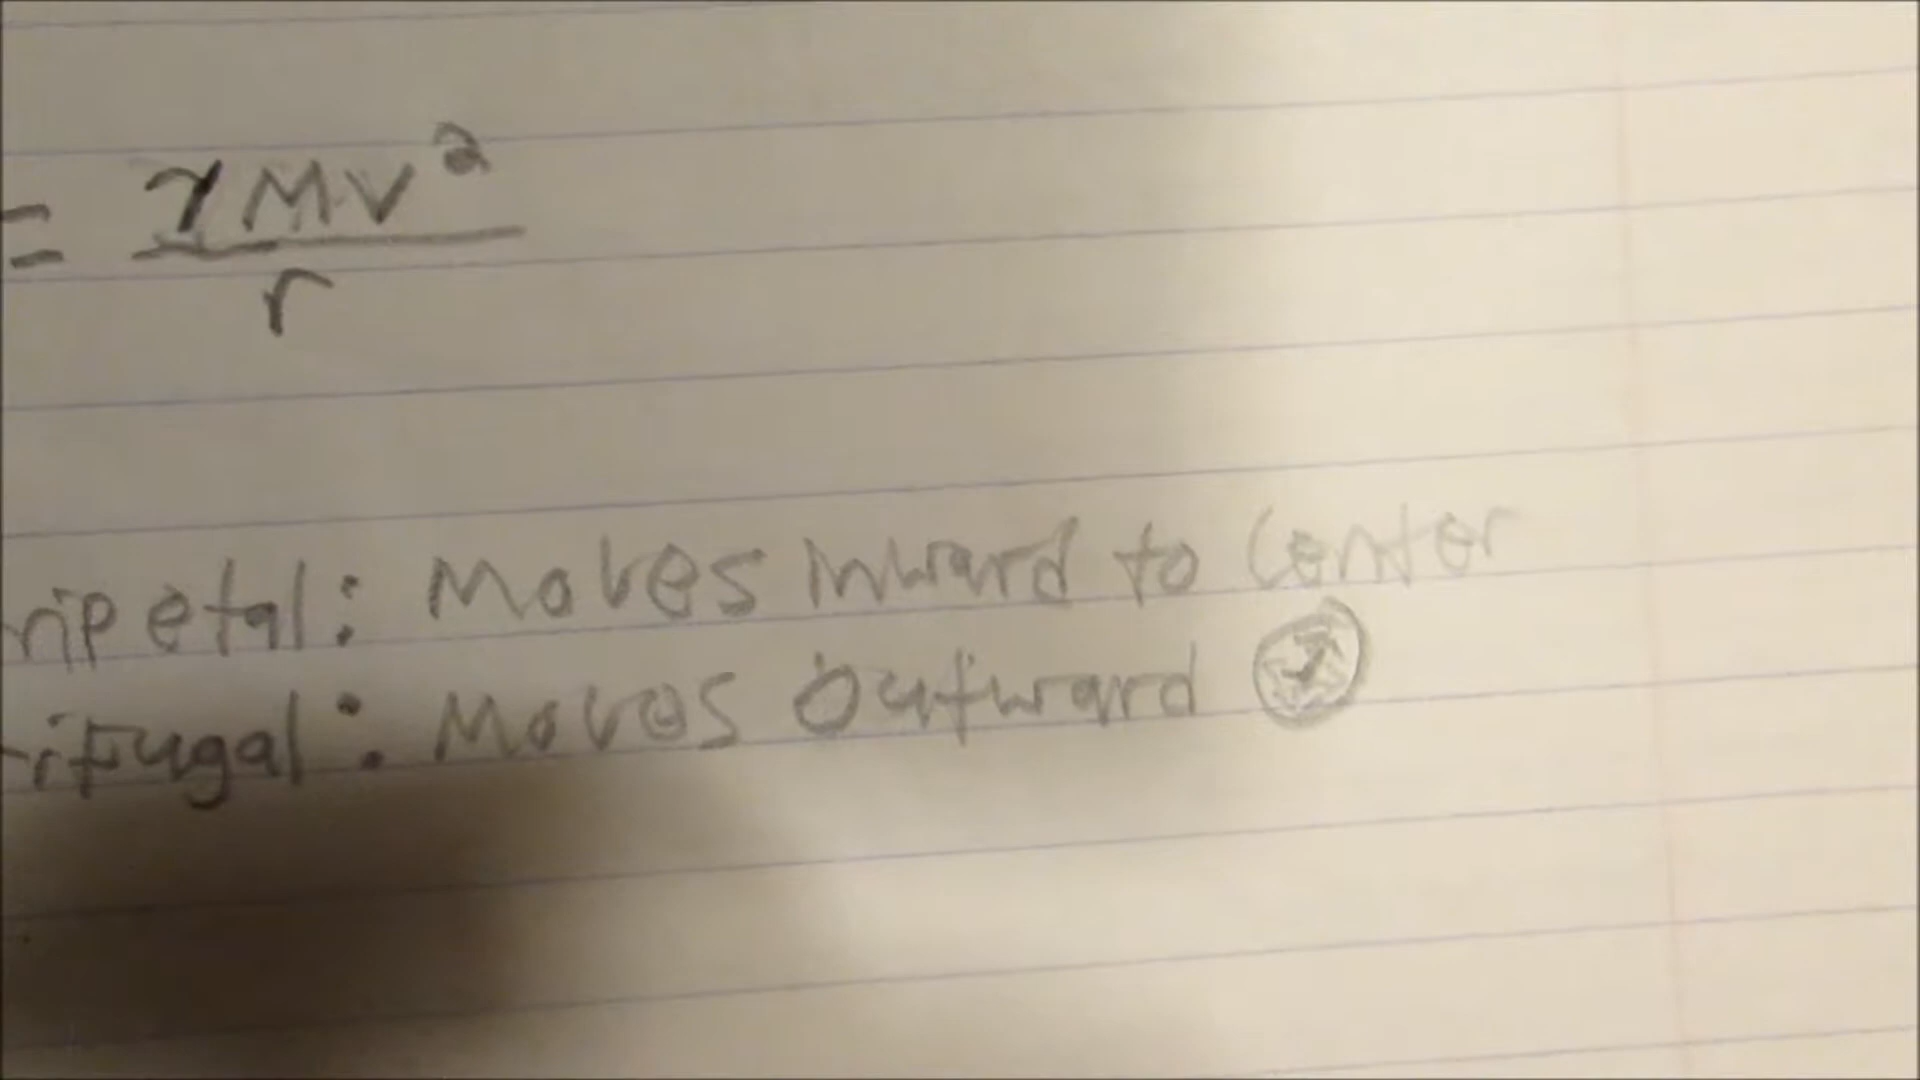 = γMV²
r
ripetal: Moves inward to center
rifugal: Moves outward